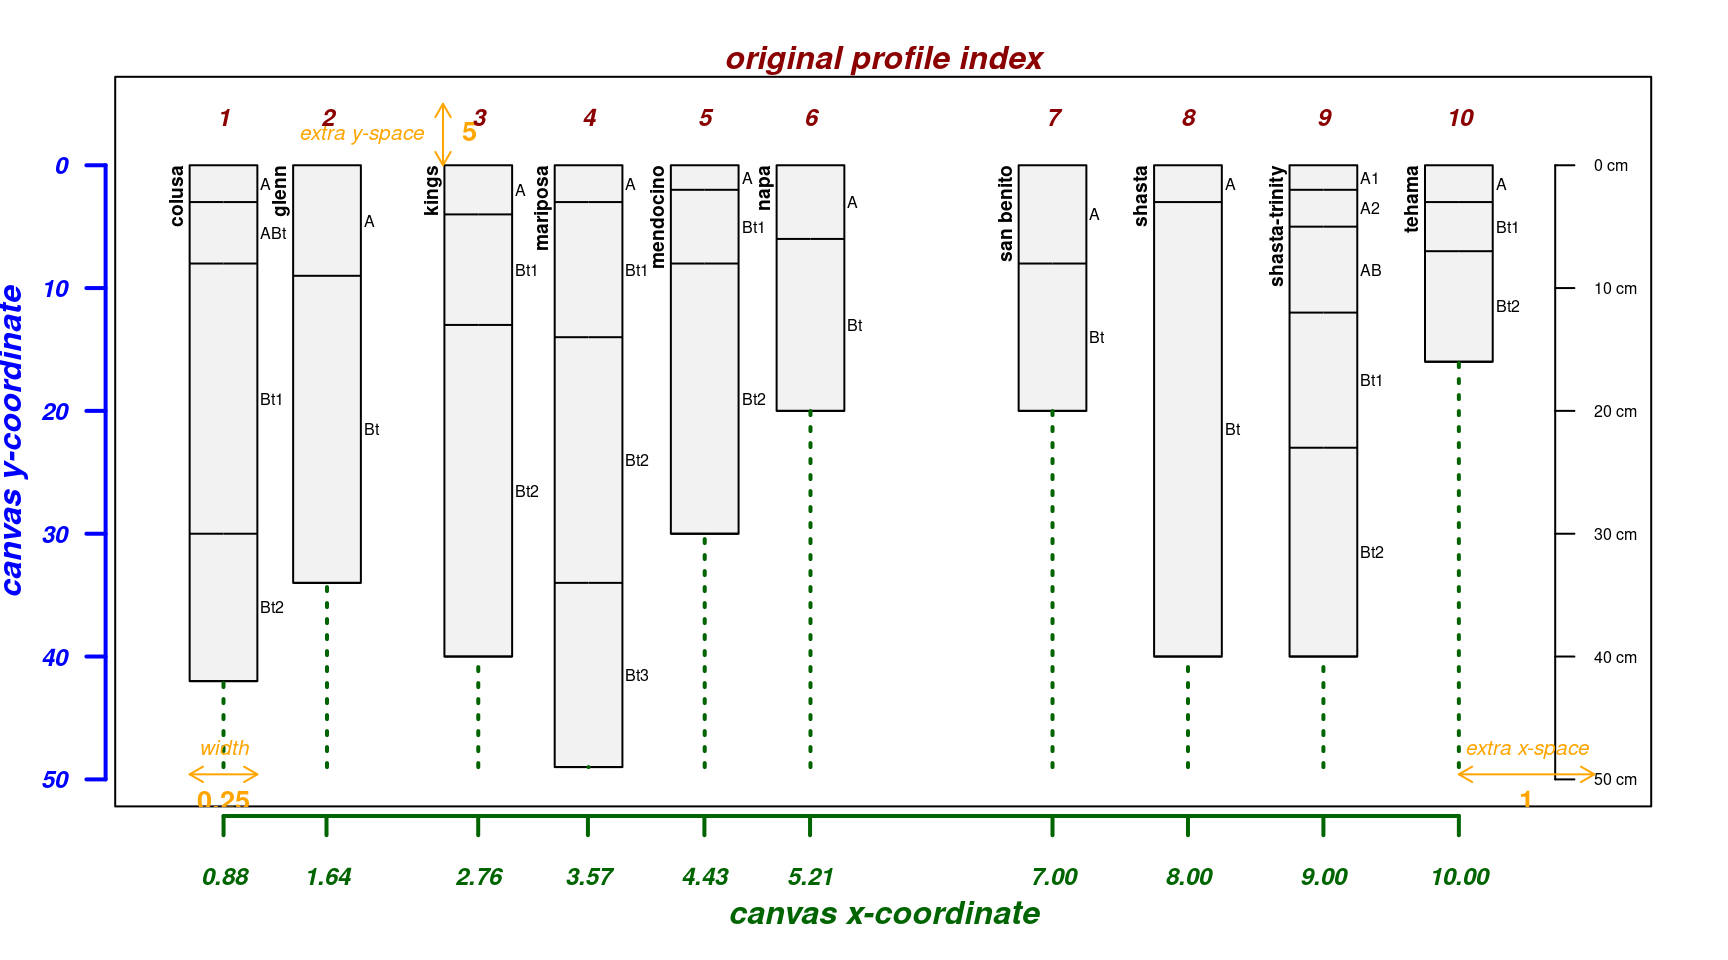 original profile index
1 2 3 4 5 6 7 8 9 10
extra y-space 5
canvas y-coordinate
0
10
20
30
40
50
colusa
A
ABt
Bt1
Bt2
glenn
A
Bt
kings
A
Bt1
Bt2
mariposa
A
Bt1
Bt2
Bt3
mendocino
A
Bt1
Bt2
napa
A
Bt
san benito
A
Bt
shasta
A
Bt
shasta-trinity
A1
A2
AB
Bt1
Bt2
tehama
A
Bt1
Bt2
0 cm
10 cm
20 cm
30 cm
40 cm
50 cm
width
0.25
extra x-space
1
0.88 1.64 2.76 3.57 4.43 5.21 7.00 8.00 9.00 10.00
canvas x-coordinate